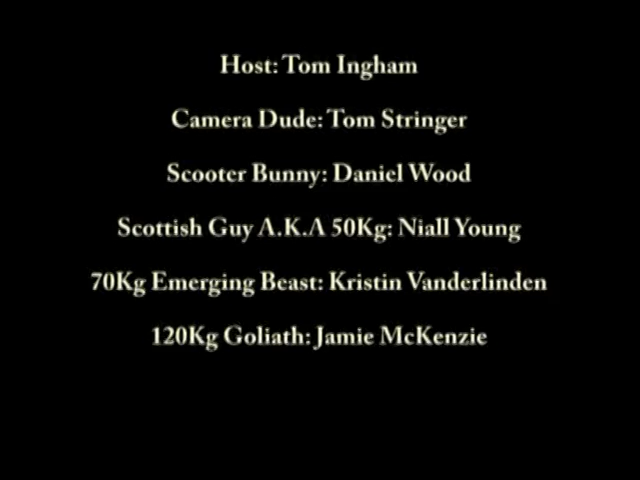 Host: Tom Ingham
Camera Dude: Tom Stringer
Scooter Bunny: Daniel Wood
Scottish Guy A.K.A 50Kg: Niall Young
70Kg Emerging Beast: Kristin Vanderlinden
120Kg Goliath: Jamie McKenzie